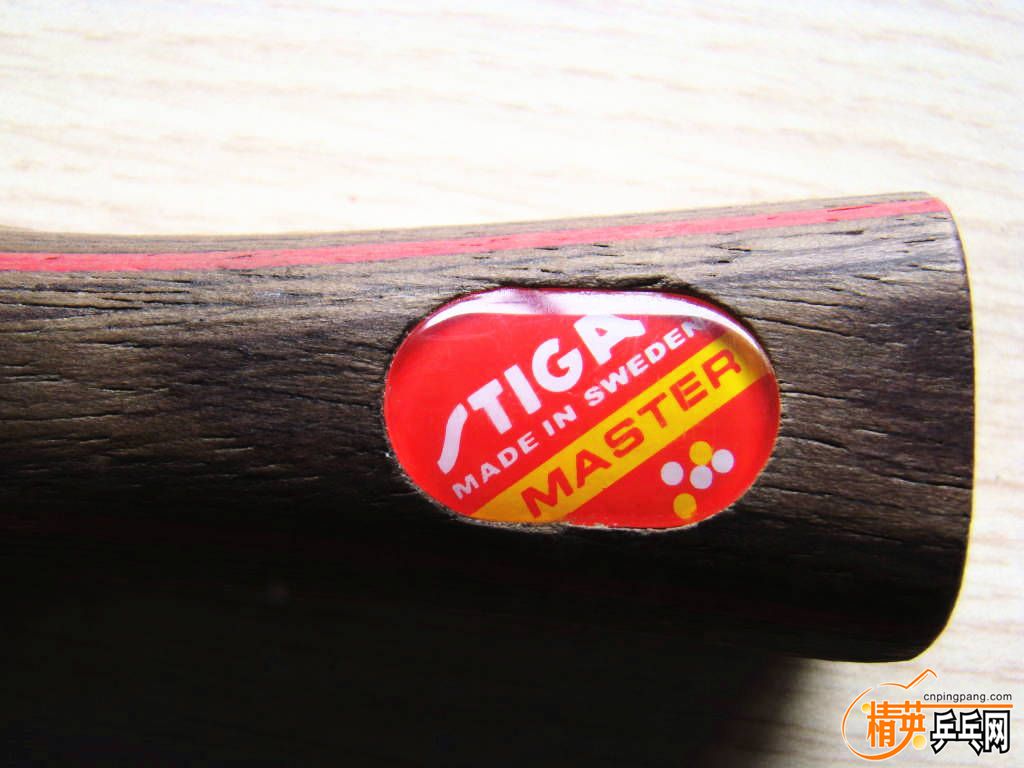 STIGA
MADE IN SWEDEN
MASTER
cnpingpang.com
精英乒乓网